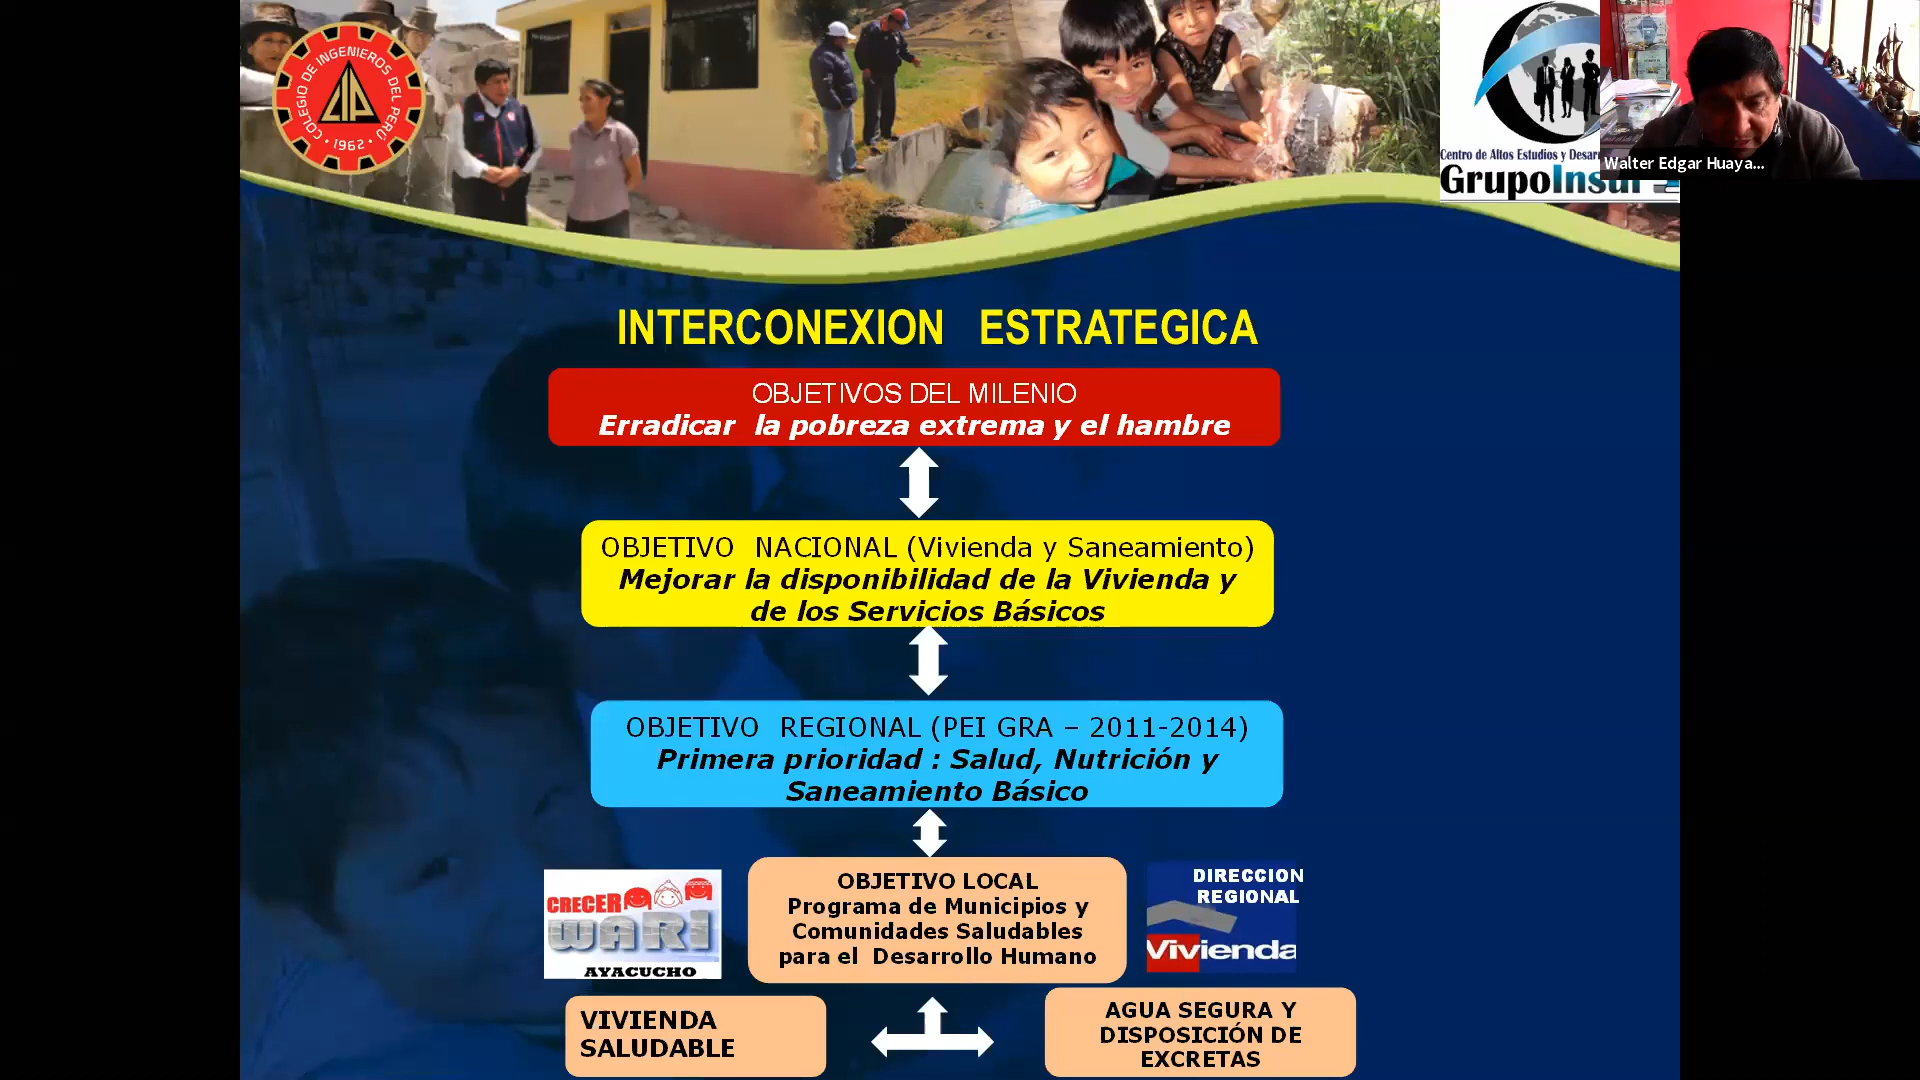 COLEGIO DE INGENIEROS DEL PERÚ
CIP
• 1962 •
Centro de Altos Estudios y Desar
GrupoInsur
Walter Edgar Huaya...
INTERCONEXION ESTRATEGICA
OBJETIVOS DEL MILENIO
Erradicar la pobreza extrema y el hambre
OBJETIVO NACIONAL (Vivienda y Saneamiento)
Mejorar la disponibilidad de la Vivienda y
de los Servicios Básicos
OBJETIVO REGIONAL (PEI GRA – 2011-2014)
Primera prioridad : Salud, Nutrición y
Saneamiento Básico
CRECER
WARI
AYACUCHO
OBJETIVO LOCAL
Programa de Municipios y
Comunidades Saludables
para el Desarrollo Humano
DIRECCION
REGIONAL
Vivienda
VIVIENDA
SALUDABLE
AGUA SEGURA Y
DISPOSICIÓN DE
EXCRETAS